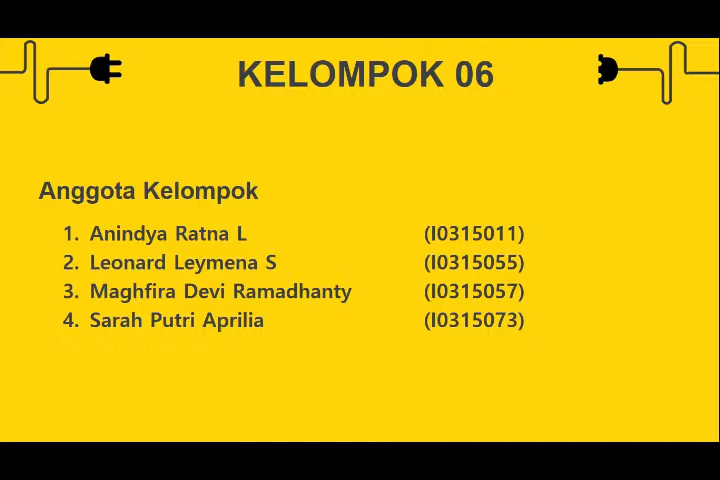 KELOMPOK 06
Anggota Kelompok
1. Anindya Ratna L (I0315011)
2. Leonard Leymena S (I0315055)
3. Maghfira Devi Ramadhanty (I0315057)
4. Sarah Putri Aprilia (I0315073)